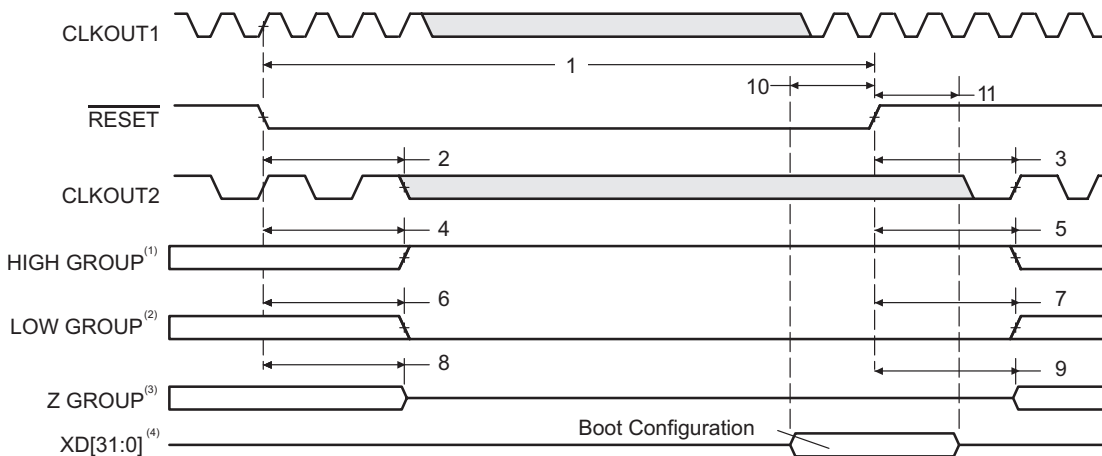 CLKOUT1
1
10
11
RESET
2
3
CLKOUT2
4
5
HIGH GROUP(1)
6
7
LOW GROUP(2)
8
9
Z GROUP(3)
Boot Configuration
XD[31:0](4)